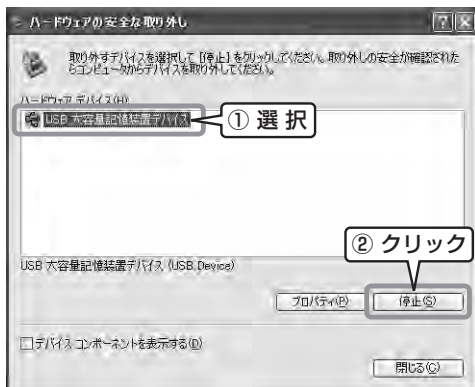 ハードウェアの安全な取り外し
取り外すデバイスを選択して [停止] をクリックしてください。取り外しの安全が確認された
らコンピュータからデバイスを取り外してください。
ハードウェア デバイス(H)
USB 大容量記憶装置デバイス
① 選 択
② クリック
USB 大容量記憶装置デバイス (USB Device)
プロパティ(P)
停止(S)
デバイス コンポーネントを表示する(D)
閉じる(C)